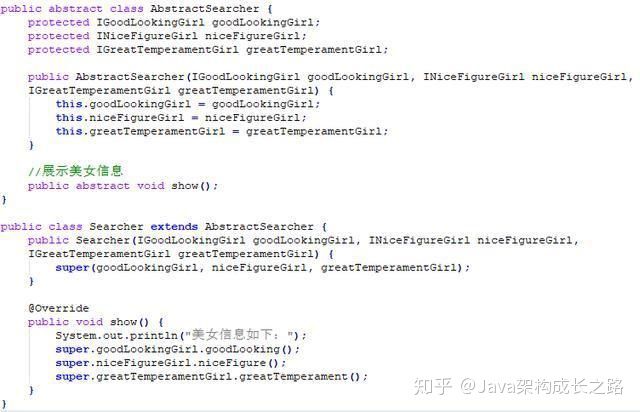 public abstract class AbstractSearcher {
    protected IGoodLookingGirl goodLookingGirl;
    protected INiceFigureGirl niceFigureGirl;
    protected IGreatTemperamentGirl greatTemperamentGirl;

    public AbstractSearcher(IGoodLookingGirl goodLookingGirl, INiceFigureGirl niceFigureGirl,
    IGreatTemperamentGirl greatTemperamentGirl) {
        this.goodLookingGirl = goodLookingGirl;
        this.niceFigureGirl = niceFigureGirl;
        this.greatTemperamentGirl = greatTemperamentGirl;
    }

    //展示美女信息
    public abstract void show();
}

public class Searcher extends AbstractSearcher {
    public Searcher(IGoodLookingGirl goodLookingGirl, INiceFigureGirl niceFigureGirl,
    IGreatTemperamentGirl greatTemperamentGirl) {
        super(goodLookingGirl, niceFigureGirl, greatTemperamentGirl);
    }

    @Override
    public void show() {
        System.out.println("美女信息如下：");
        super.goodLookingGirl.goodLooking();
        super.niceFigureGirl.niceFigure();
        super.greatTemperamentGirl.greatTemperament();
    }
}
知乎 @Java架构成长之路